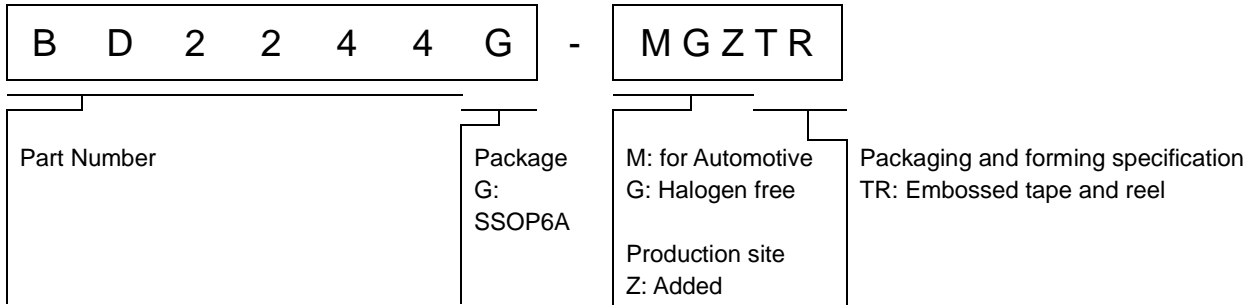 B D 2 2 4 4 G - M G Z T R
Part Number
Package
G:
SSOP6A
M: for Automotive
G: Halogen free
Production site
Z: Added
Packaging and forming specification
TR: Embossed tape and reel